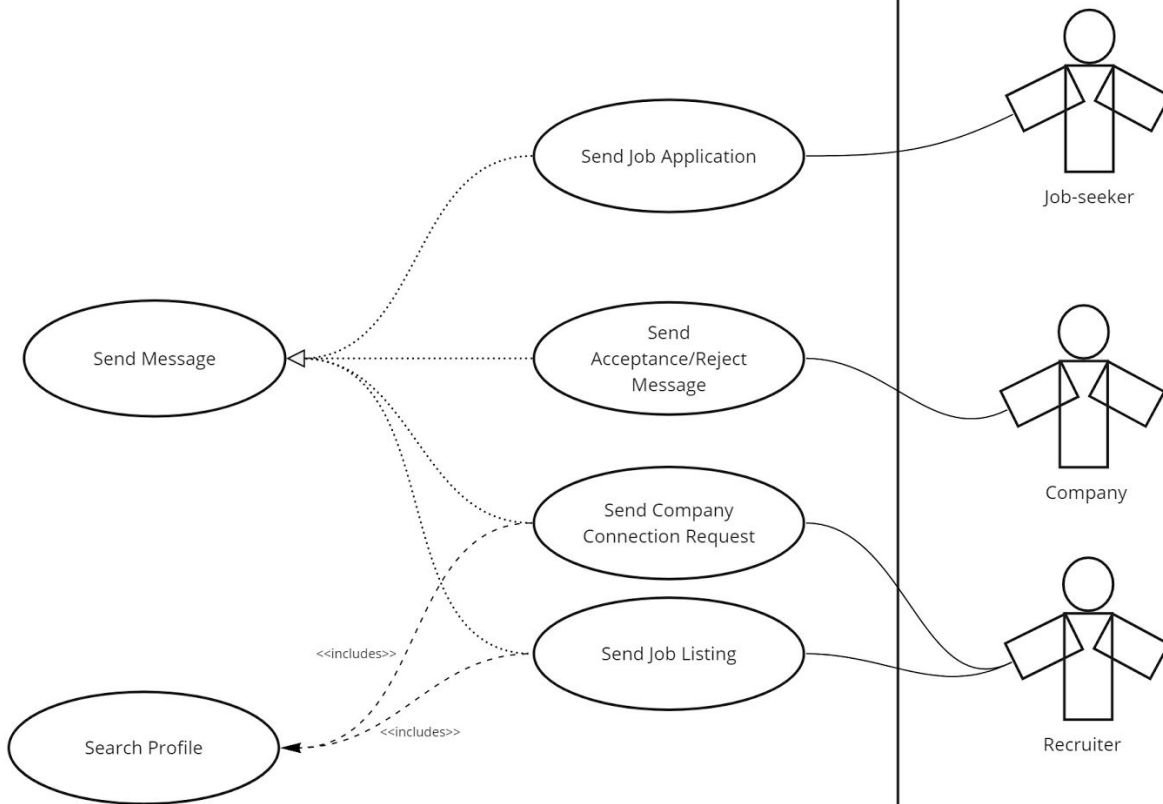 Send Job Application
Job-seeker
Send Message
Send
Acceptance/Reject
Message
Company
Send Company
Connection Request
<<includes>>
Send Job Listing
<<includes>>
Search Profile
Recruiter